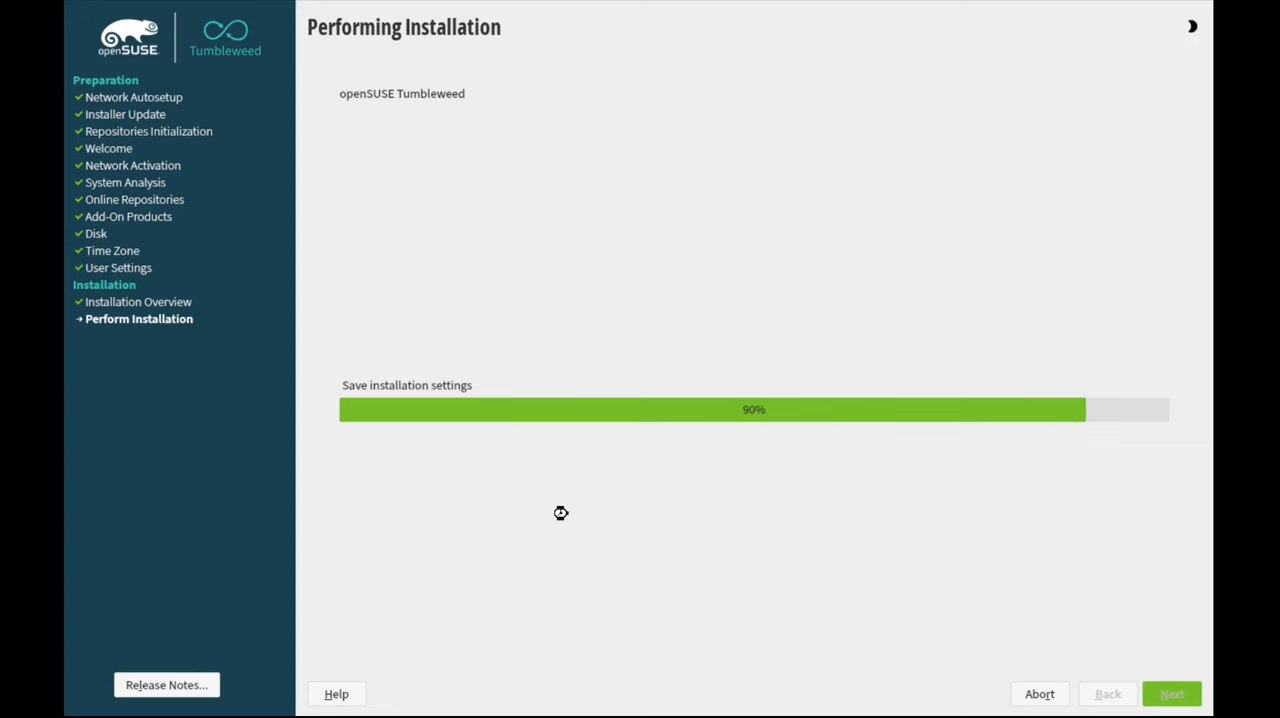 openSUSE
Tumbleweed
Preparation
Network Autosetup
Installer Update
Repositories Initialization
Welcome
Network Activation
System Analysis
Online Repositories
Add-On Products
Disk
Time Zone
User Settings
Installation
Installation Overview
Perform Installation
Release Notes...
Performing Installation
openSUSE Tumbleweed
Save installation settings
90%
Help
Abort
Back
Next